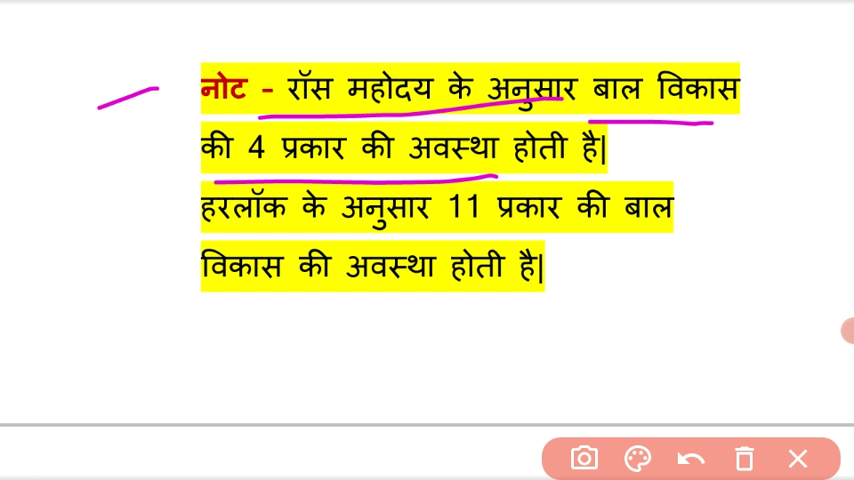 नोट - रॉस महोदय के अनुसार बाल विकास
की 4 प्रकार की अवस्था होती है|
हरलॉक के अनुसार 11 प्रकार की बाल
विकास की अवस्था होती है|